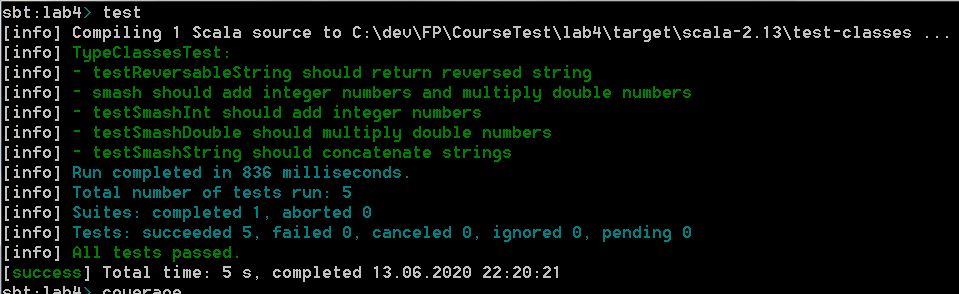 sbt:lab4> test
[info] Compiling 1 Scala source to C:\dev\FP\CourseTest\lab4\target\scala-2.13\test-classes ...
[info] TypeClassesTest:
[info] - testReversableString should return reversed string
[info] - smash should add integer numbers and multiply double numbers
[info] - testSmashInt should add integer numbers
[info] - testSmashDouble should multiply double numbers
[info] - testSmashString should concatenate strings
[info] Run completed in 836 milliseconds.
[info] Total number of tests run: 5
[info] Suites: completed 1, aborted 0
[info] Tests: succeeded 5, failed 0, canceled 0, ignored 0, pending 0
[info] All tests passed.
[success] Total time: 5 s, completed 13.06.2020 22:20:21
sbt:lab4> coverage